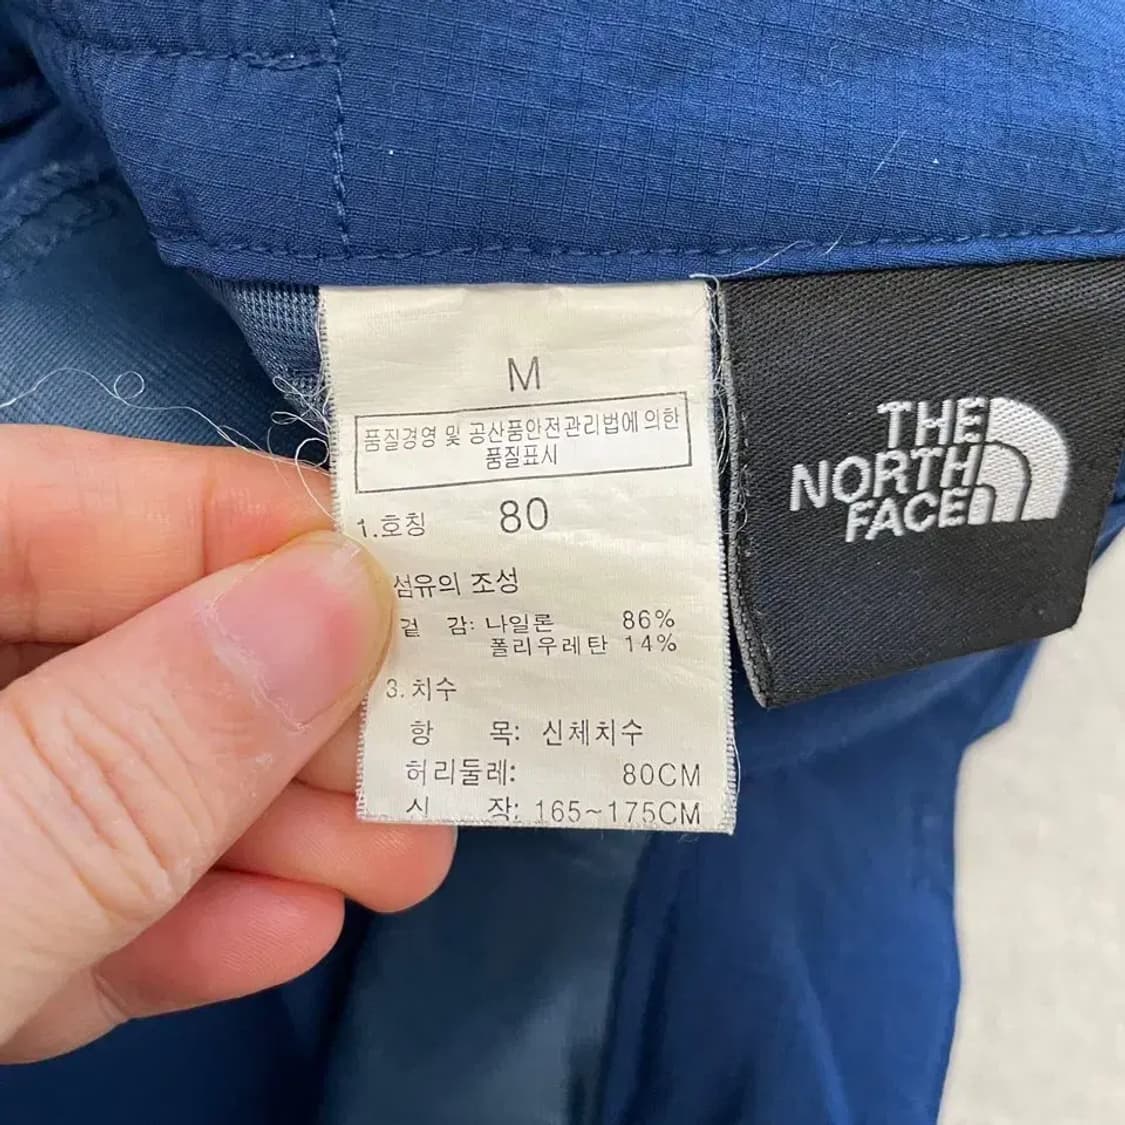 M
품질경영 및 공산품안전관리법에 의한
품질표시
1.호칭 80
섬유의 조성
겉 감: 나일론 86%
폴리우레탄 14%
3.치수
항 목: 신체치수
허리둘레: 80CM
신 장: 165~175CM
THE
NORTH
FACE